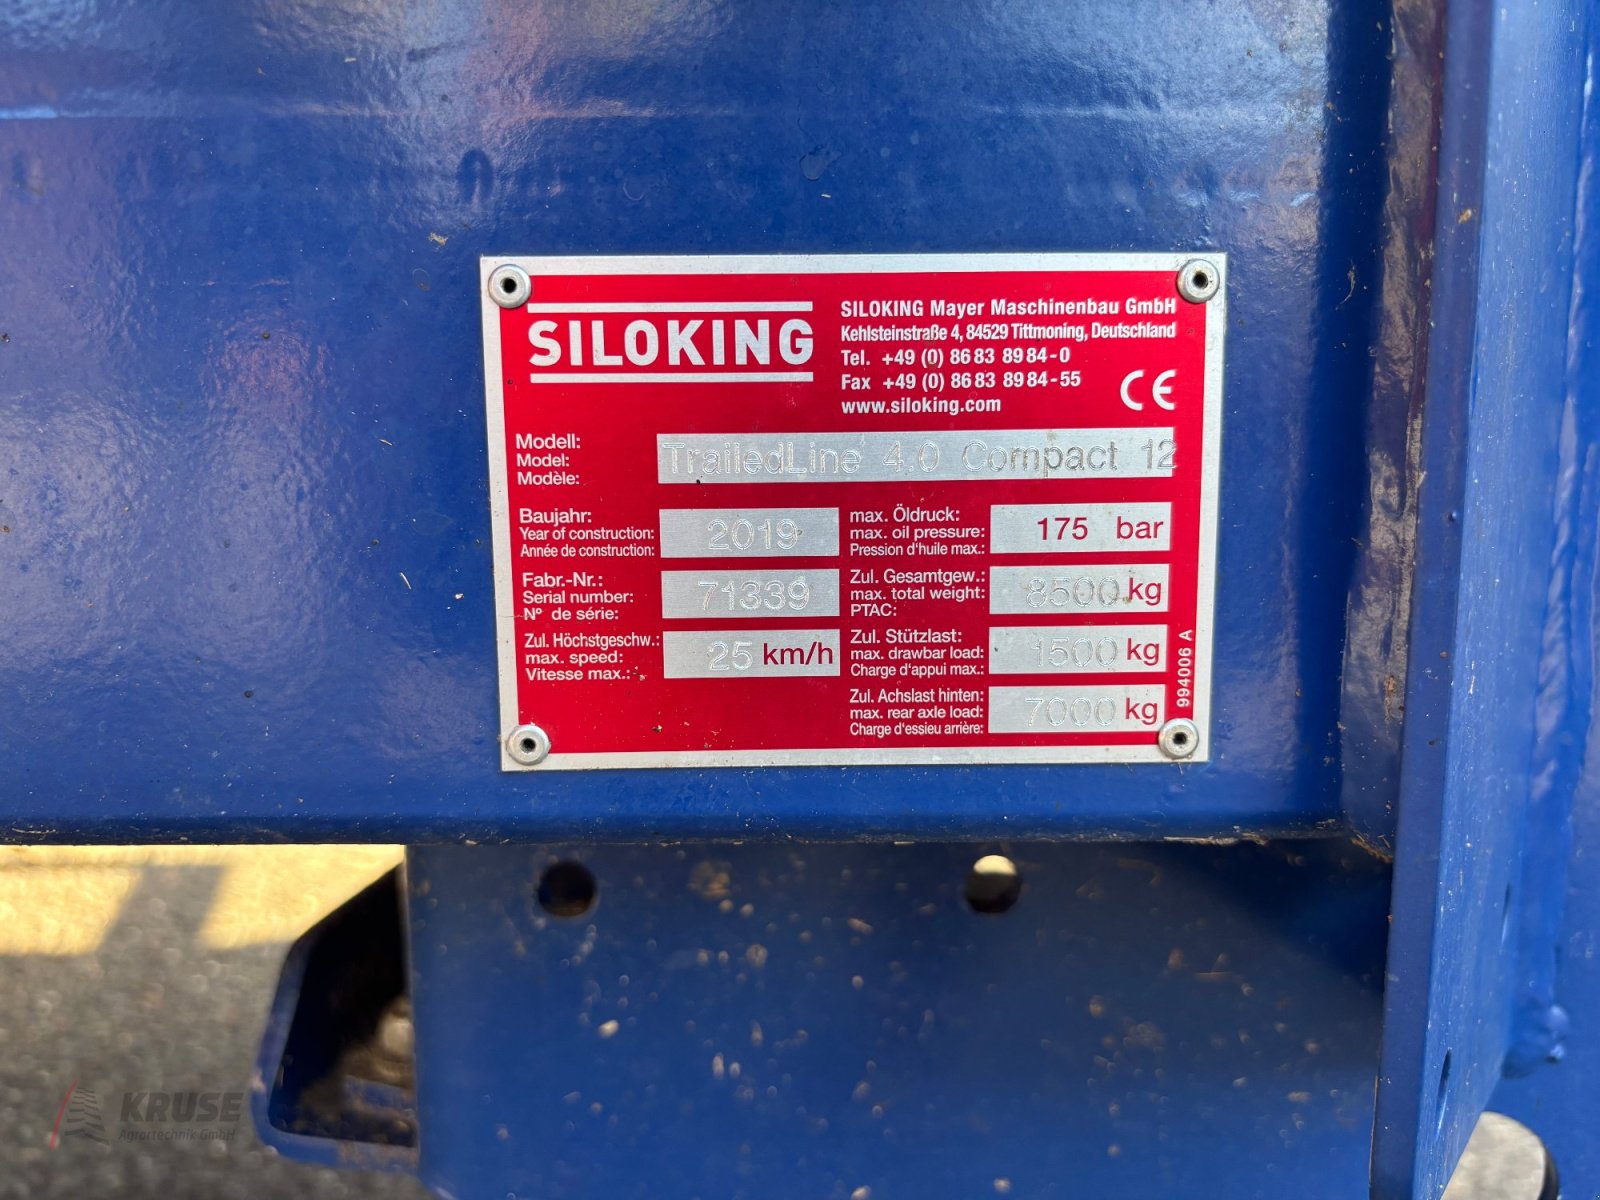 SILOKING
SILOKING Mayer Maschinenbau GmbH
Kehlsteinstraße 4, 84529 Tittmoning, Deutschland
Tel. +49 (0) 86 83 89 84 - 0
Fax +49 (0) 86 83 89 84 - 55
www.siloking.com
CE
Modell:
Model:
Modèle:
TrailedLine 4.0 Compact 12
Baujahr:
Year of construction:
Année de construction:
2019
max. Öldruck:
max. oil pressure:
Pression d'huile max.:
175 bar
Fabr.-Nr.:
Serial number:
N° de série:
71339
Zul. Gesamtgew.:
max. total weight:
PTAC:
8500 kg
Zul. Höchstgeschw.:
max. speed:
Vitesse max.:
25 km/h
Zul. Stützlast:
max. drawbar load:
Charge d'appui max.:
1500 kg
Zul. Achslast hinten:
max. rear axle load:
Charge d'essieu arrière:
7000 kg
994006 A
KRUSE
Agrartechnik GmbH